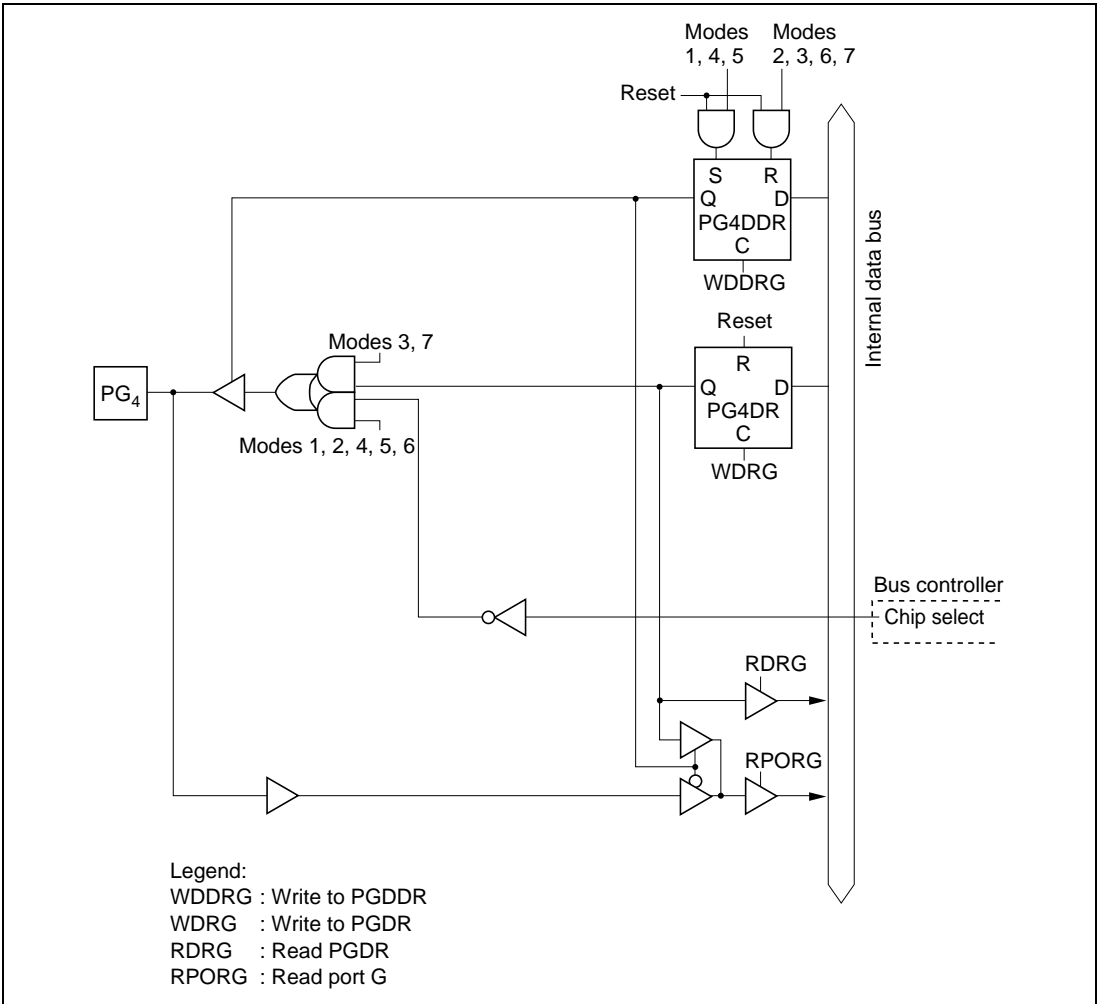 Modes
1, 4, 5
Modes
2, 3, 6, 7
Reset
S
R
Q
D
PG4DDR
C
WDDRG
Internal data bus
Reset
R
Q
D
PG4DR
C
WDRG
Modes 3, 7
PG4
Modes 1, 2, 4, 5, 6
Bus controller
Chip select
RDRG
RPORG
Legend:
WDDRG : Write to PGDDR
WDRG : Write to PGDR
RDRG : Read PGDR
RPORG : Read port G